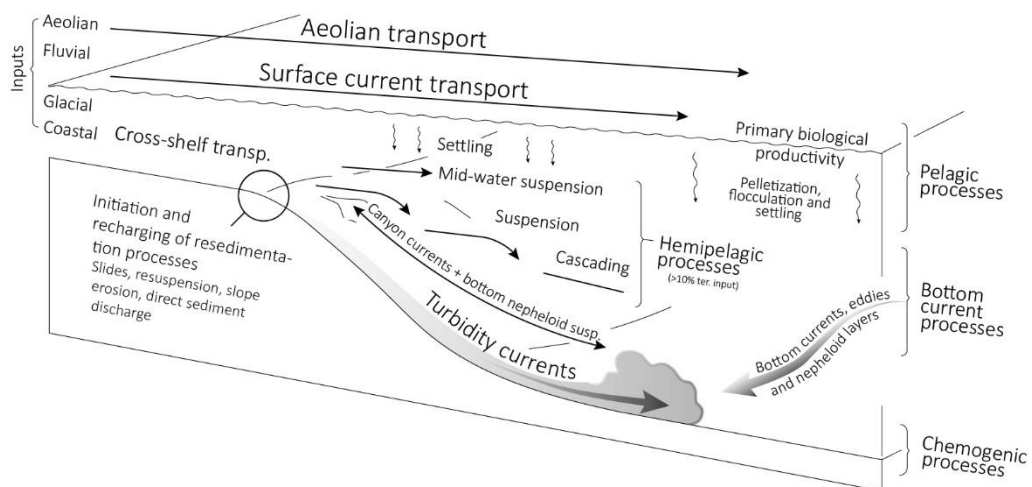 Inputs
Aeolian
Fluvial
Glacial
Coastal
Aeolian transport
Surface current transport
Cross-shelf transp.
Settling
Mid-water suspension
Suspension
Cascading
Canyon currents + bottom nepheloid susp.
Turbidity currents
Initiation and
recharging of resedimenta-
tion processes
Slides, resuspension, slope
erosion, direct sediment
discharge
Hemipelagic
processes
(>10% ter. input)
Primary biological
productivity
Pelletization,
flocculation and
settling
Bottom currents, eddies
and nepheloid layers
Pelagic
processes
Bottom
current
processes
Chemogenic
processes